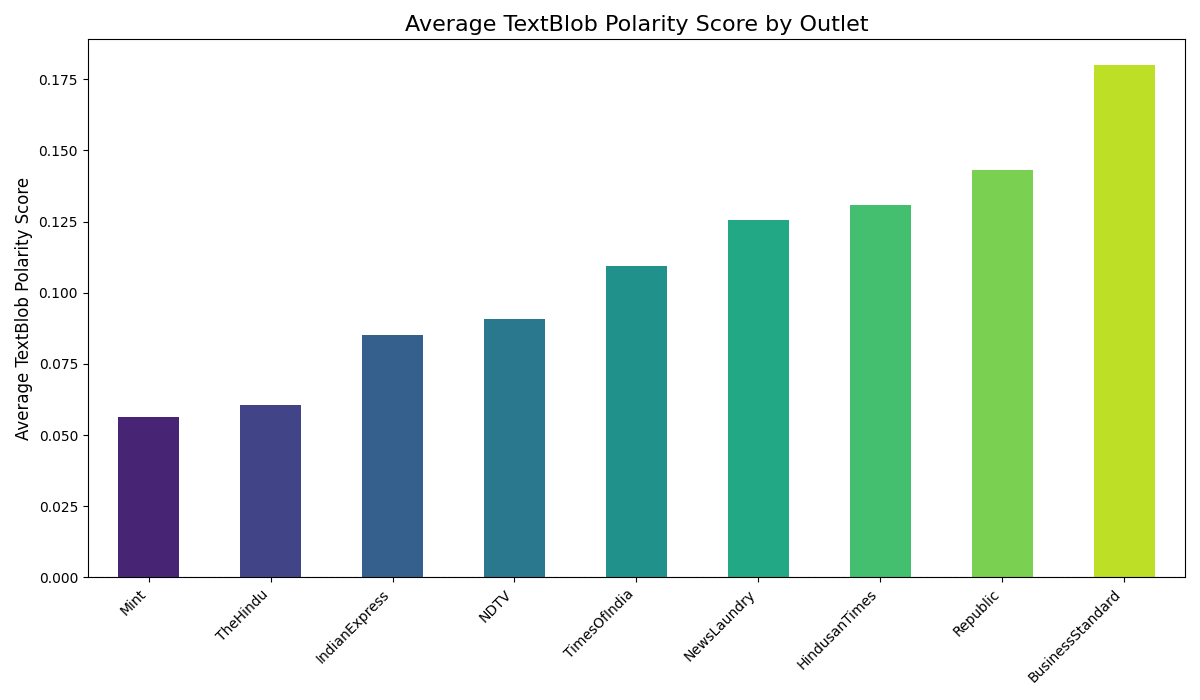 Average TextBlob Polarity Score by Outlet
Average TextBlob Polarity Score
0.175
0.150
0.125
0.100
0.075
0.050
0.025
0.000
Mint
TheHindu
IndianExpress
NDTV
TimesOfIndia
NewsLaundry
HindusanTimes
Republic
BusinessStandard